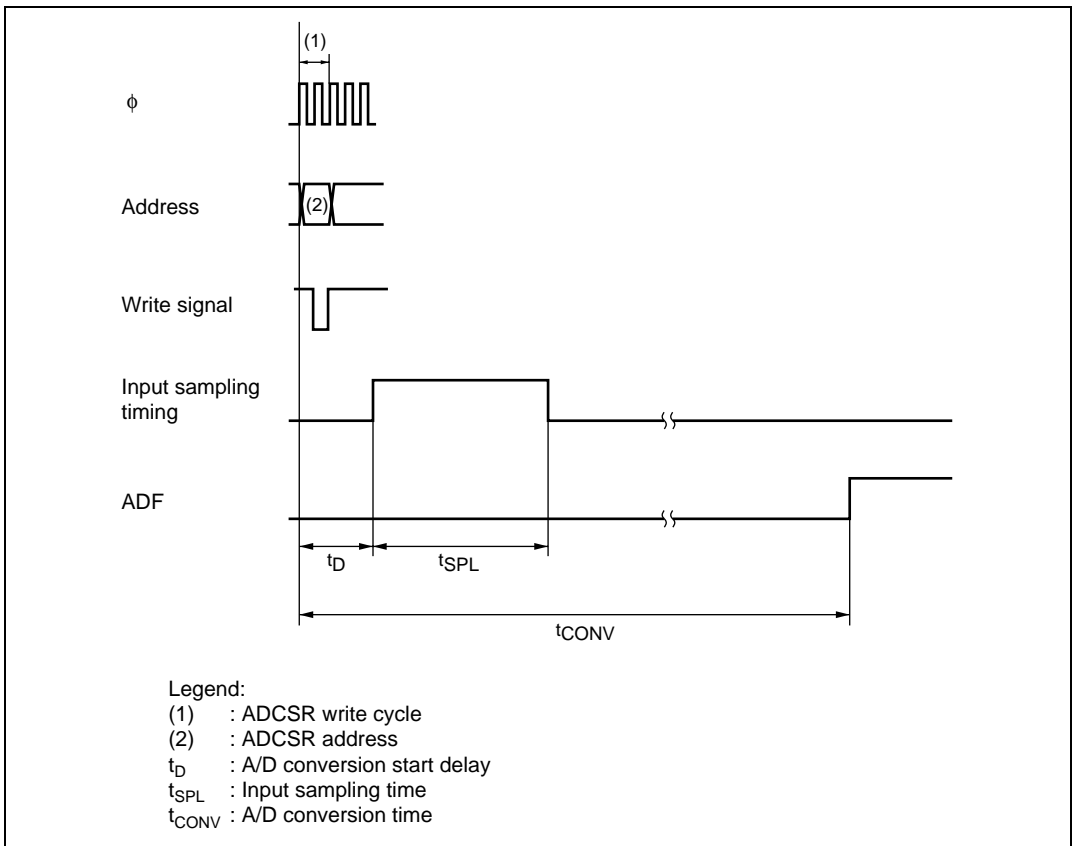 (1)
ϕ
Address
(2)
Write signal
Input sampling
timing
ADF
tD
tSPL
tCONV
Legend:
(1) : ADCSR write cycle
(2) : ADCSR address
tD : A/D conversion start delay
tSPL : Input sampling time
tCONV : A/D conversion time